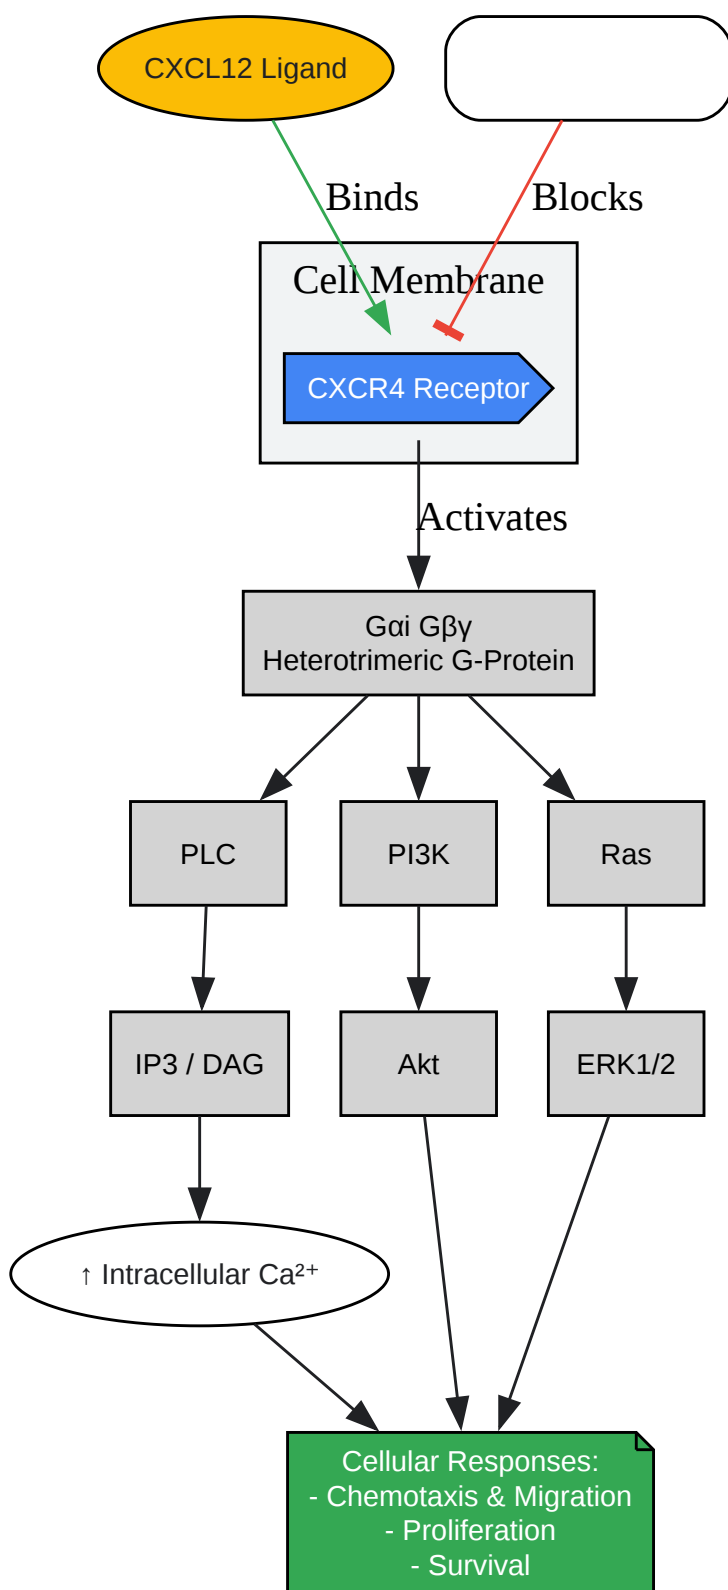 CXCL12 Ligand
Binds
Blocks
Cell Membrane
CXCR4 Receptor
Activates
Gαi Gβγ
Heterotrimeric G-Protein
PLC
PI3K
Ras
IP3 / DAG
Akt
ERK1/2
↑ Intracellular Ca²⁺
Cellular Responses:
- Chemotaxis & Migration
- Proliferation
- Survival